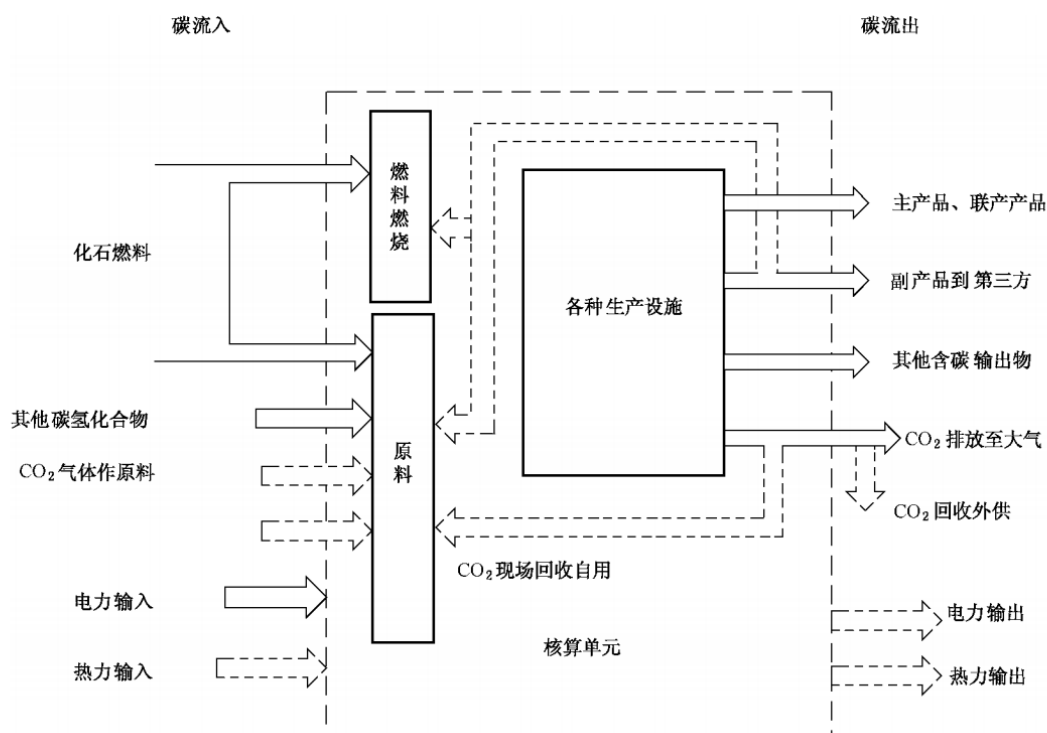 碳流入
碳流出
燃料燃烧
化石燃料
各种生产设施
主产品、联产产品
副产品到第三方
其他含碳输出物
其他碳氢化合物
CO₂气体作原料
原料
CO₂排放至大气
CO₂回收外供
CO₂现场回收自用
电力输入
热力输入
核算单元
电力输出
热力输出